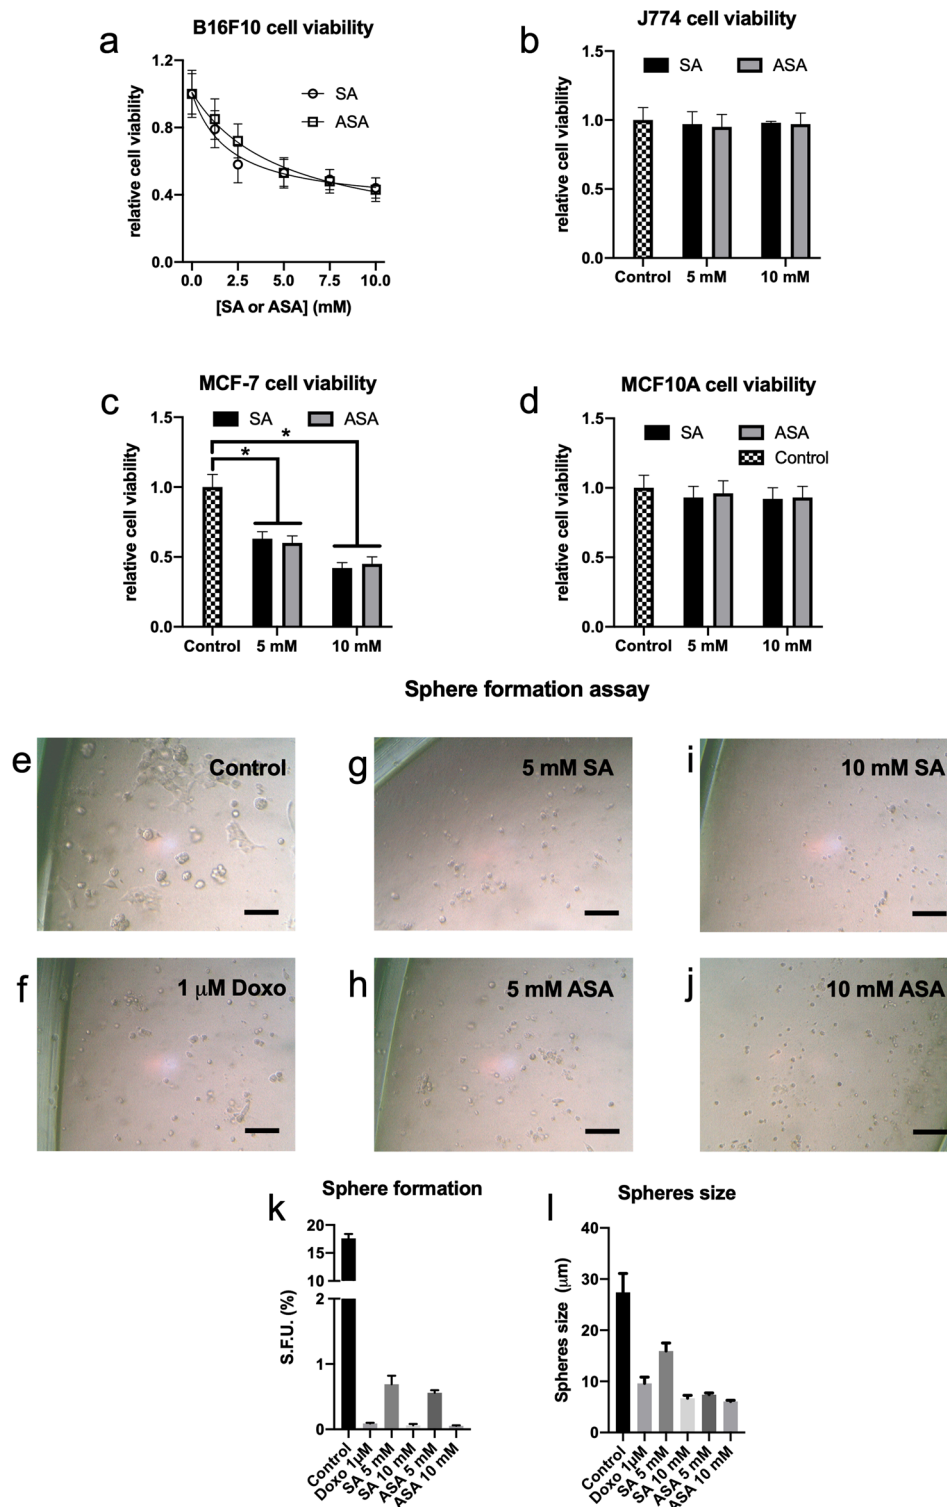 a
B16F10 cell viability
relative cell viability
1.2
0.8
0.4
0.0
SA
ASA
0.0 2.5 5.0 7.5 10.0
[SA or ASA] (mM)
b
J774 cell viability
relative cell viability
1.5
1.0
0.5
0.0
SA ASA
Control 5 mM 10 mM
c
MCF-7 cell viability
relative cell viability
1.5
1.0
0.5
0.0
SA ASA
*
*
Control 5 mM 10 mM
d
MCF10A cell viability
relative cell viability
1.5
1.0
0.5
0.0
SA ASA
Control
Control 5 mM 10 mM
Sphere formation assay
e
Control
g
5 mM SA
i
10 mM SA
f
1 μM Doxo
h
5 mM ASA
j
10 mM ASA
k
Sphere formation
S.F.U. (%)
20
15
10
2
1
0
Control
Doxo 1μM
SA 5 mM
SA 10 mM
ASA 5 mM
ASA 10 mM
l
Spheres size
Spheres size (μm)
40
30
20
10
0
Control
Doxo 1μM
SA 5 mM
SA 10 mM
ASA 5 mM
ASA 10 mM